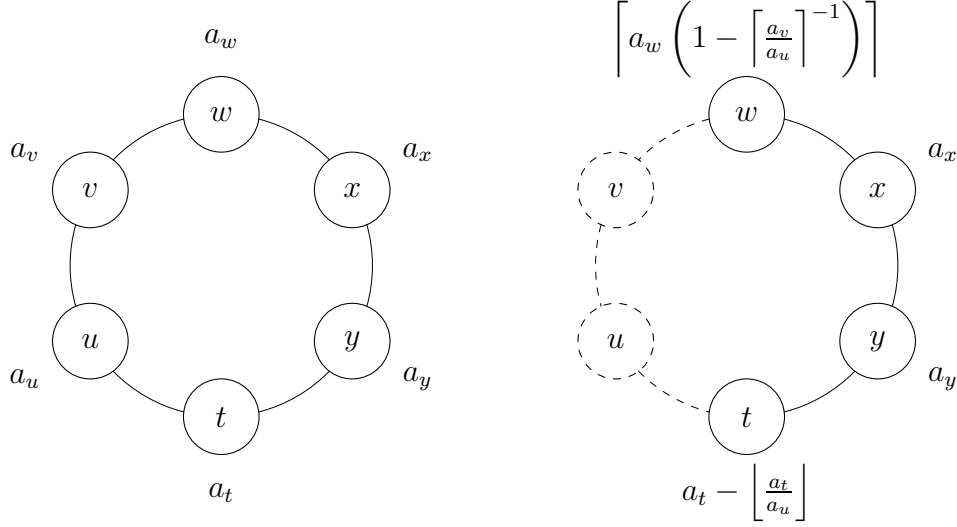 a_w
w
a_v
v
a_x
x
a_u
u
a_y
y
t
a_t
⌈a_w (1 − ⌈a_v/a_u⌉^{−1})⌉
w
v
a_x
x
u
y
a_y
t
a_t − ⌊a_t/a_u⌋